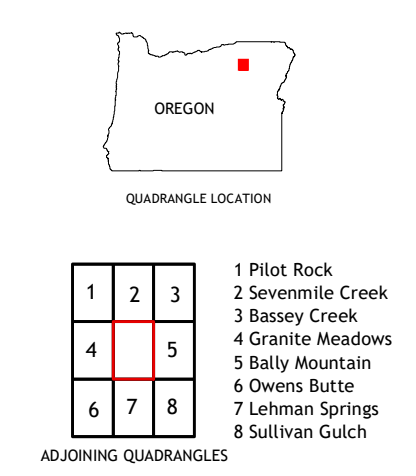 OREGON
QUADRANGLE LOCATION
1 2 3
4 5
6 7 8
1 Pilot Rock
2 Sevenmile Creek
3 Bassey Creek
4 Granite Meadows
5 Bally Mountain
6 Owens Butte
7 Lehman Springs
8 Sullivan Gulch
ADJOINING QUADRANGLES